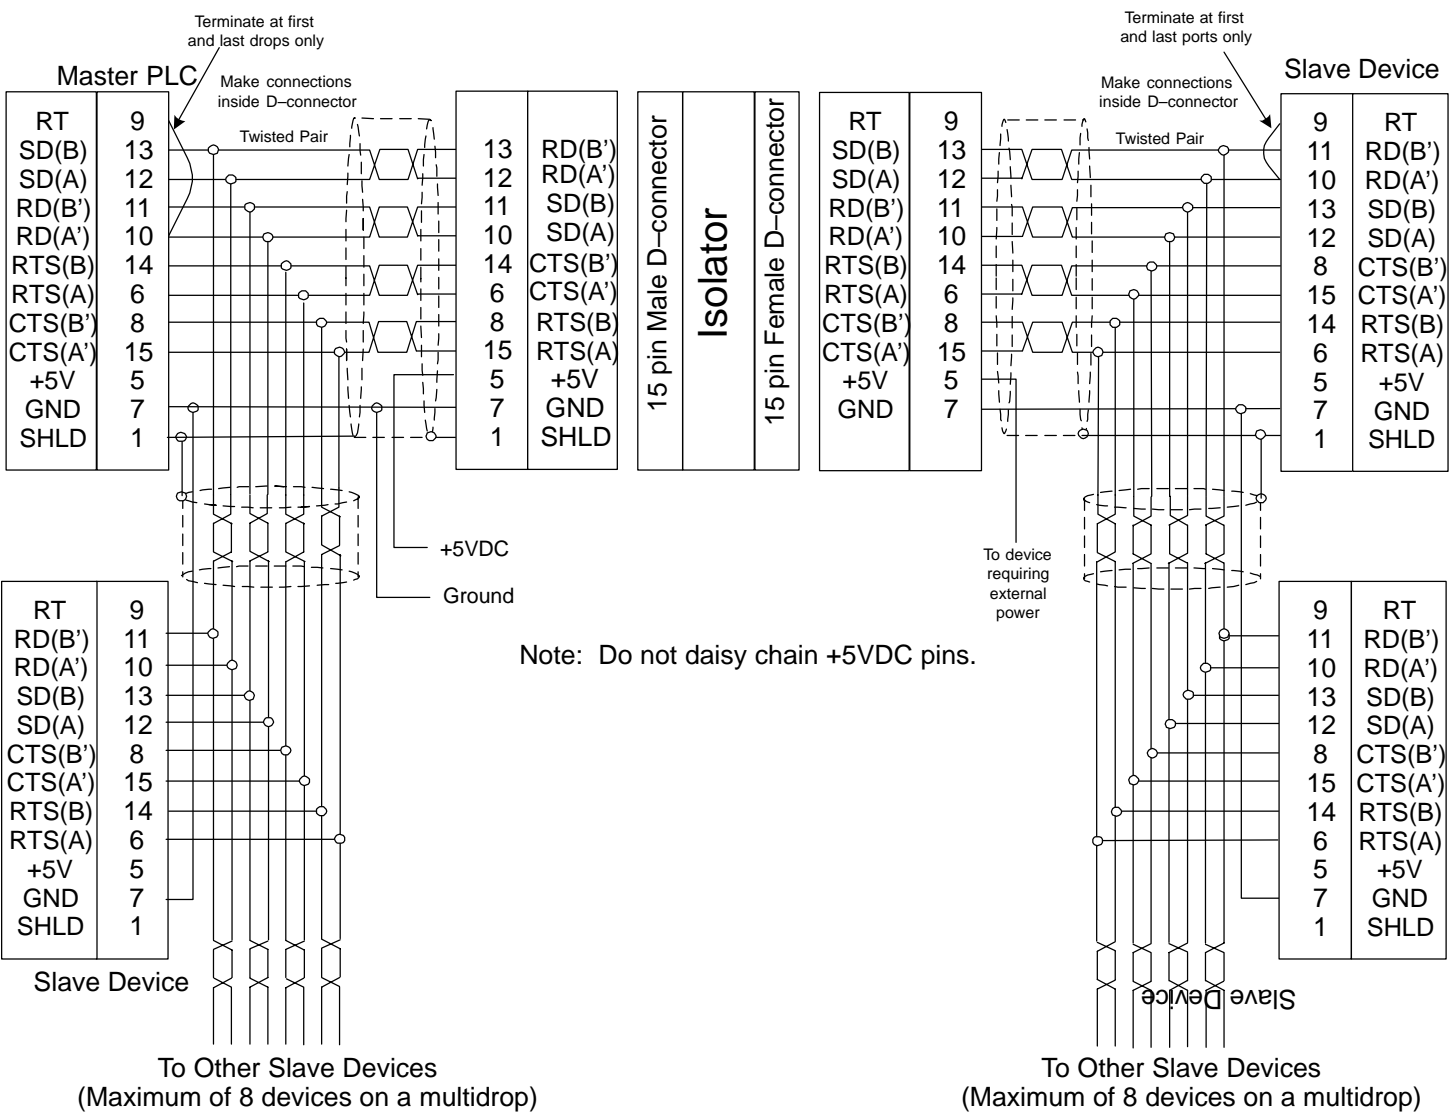 Terminate at first
and last drops only
Master PLC
Make connections
inside D–connector
Twisted Pair
RT 9
SD(B) 13
SD(A) 12
RD(B') 11
RD(A') 10
RTS(B) 14
RTS(A) 6
CTS(B') 8
CTS(A') 15
+5V 5
GND 7
SHLD 1
13 RD(B')
12 RD(A')
11 SD(B)
10 SD(A)
14 CTS(B')
6 CTS(A')
8 RTS(B)
15 RTS(A)
5 +5V
7 GND
1 SHLD
15 pin Male D–connector
Isolator
15 pin Female D–connector
RT 9
SD(B) 13
SD(A) 12
RD(B') 11
RD(A') 10
RTS(B) 14
RTS(A) 6
CTS(B') 8
CTS(A') 15
+5V 5
GND 7
Terminate at first
and last ports only
Slave Device
Make connections
inside D–connector
Twisted Pair
9 RT
11 RD(B')
10 RD(A')
13 SD(B)
12 SD(A)
8 CTS(B')
15 CTS(A')
14 RTS(B)
6 RTS(A)
5 +5V
7 GND
1 SHLD
+5VDC
Ground
To device
requiring
external
power
Note: Do not daisy chain +5VDC pins.
RT 9
RD(B') 11
RD(A') 10
SD(B) 13
SD(A) 12
CTS(B') 8
CTS(A') 15
RTS(B) 14
RTS(A) 6
+5V 5
GND 7
SHLD 1
Slave Device
9 RT
11 RD(B')
10 RD(A')
13 SD(B)
12 SD(A)
8 CTS(B')
15 CTS(A')
14 RTS(B)
6 RTS(A)
5 +5V
7 GND
1 SHLD
Slave Device
To Other Slave Devices
(Maximum of 8 devices on a multidrop)
To Other Slave Devices
(Maximum of 8 devices on a multidrop)